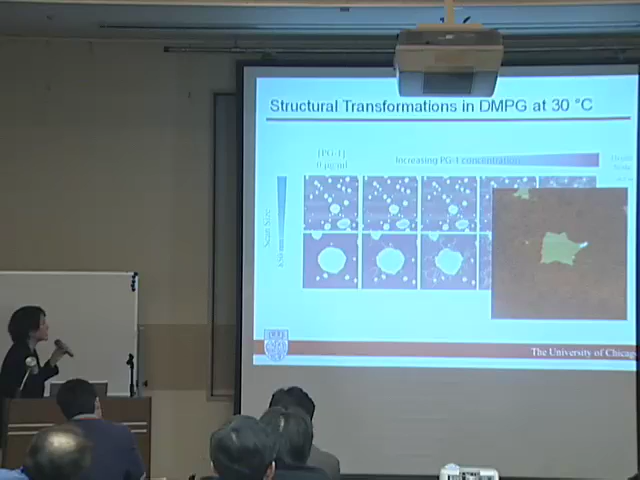 Structural Transformations in DMPG at 30 °C
[PG-1]
0 µg/ml
Increasing PG-1 concentration
Scan Size
The University of Chicago